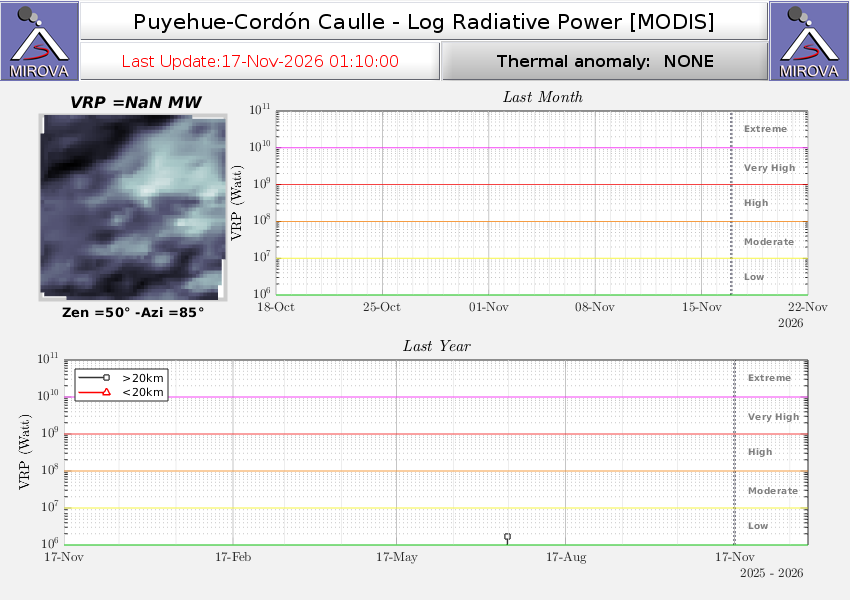 Puyehue-Cordón Caulle - Log Radiative Power [MODIS]
MIROVA
Last Update:17-Nov-2026 01:10:00
Thermal anomaly: NONE
MIROVA
VRP =NaN MW
Zen =50° -Azi =85°
Last Month
VRP (Watt)
10^11
10^10
10^9
10^8
10^7
10^6
Extreme
Very High
High
Moderate
Low
18-Oct 25-Oct 01-Nov 08-Nov 15-Nov 22-Nov
2026
Last Year
VRP (Watt)
10^11
10^10
10^9
10^8
10^7
10^6
>20km
<20km
Extreme
Very High
High
Moderate
Low
17-Nov 17-Feb 17-May 17-Aug 17-Nov
2025 - 2026